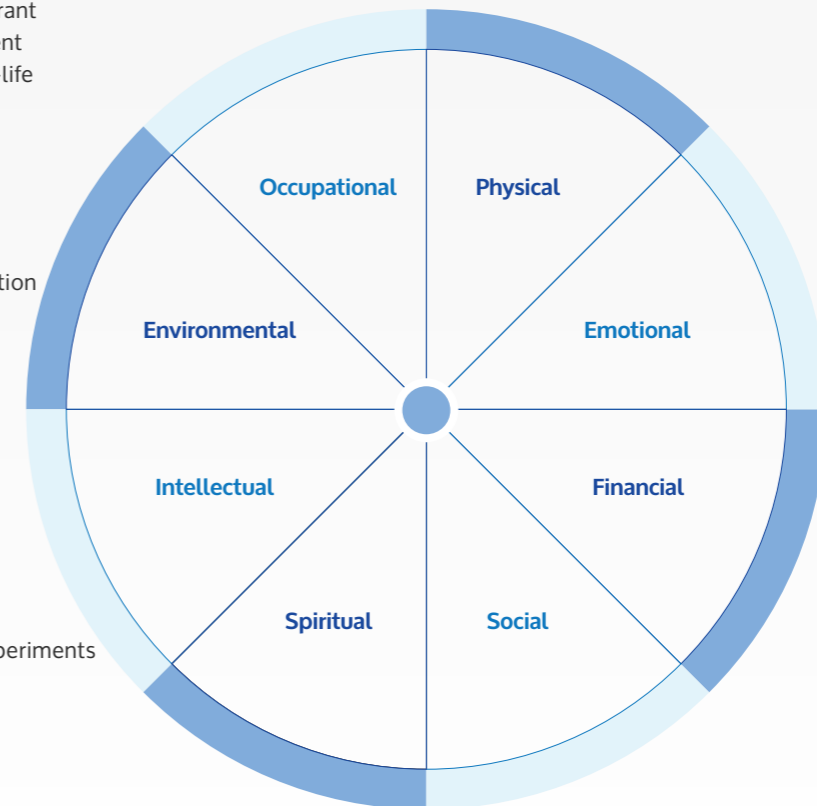 Occupational
Physical
Environmental
Emotional
Intellectual
Financial
Spiritual
Social